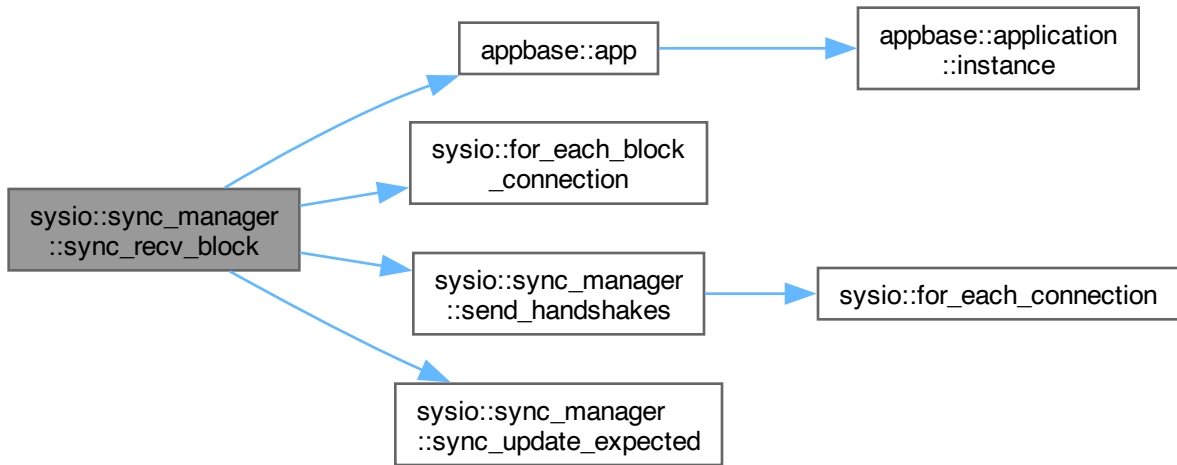 appbase::app
appbase::application
::instance
sysio::for_each_block
_connection
sysio::sync_manager
::sync_recv_block
sysio::sync_manager
::send_handshakes
sysio::for_each_connection
sysio::sync_manager
::sync_update_expected